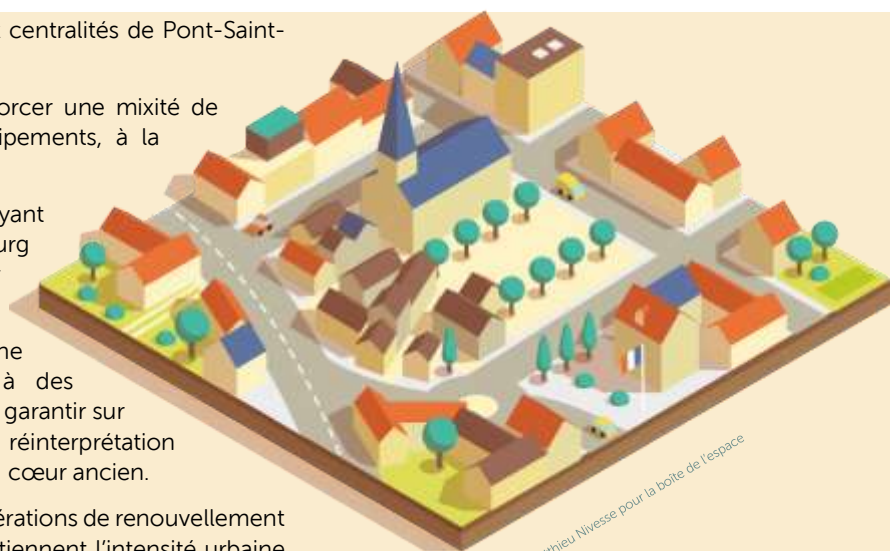 centralités de Pont-Saint-
orcer une mixité de
ipements, à la
yant
urg
ne
à des
garantir sur
réinterprétation
cœur ancien.
érations de renouvellement
tiennent l'intensité urbaine
thieu Nivesse pour la boîte de l'espace